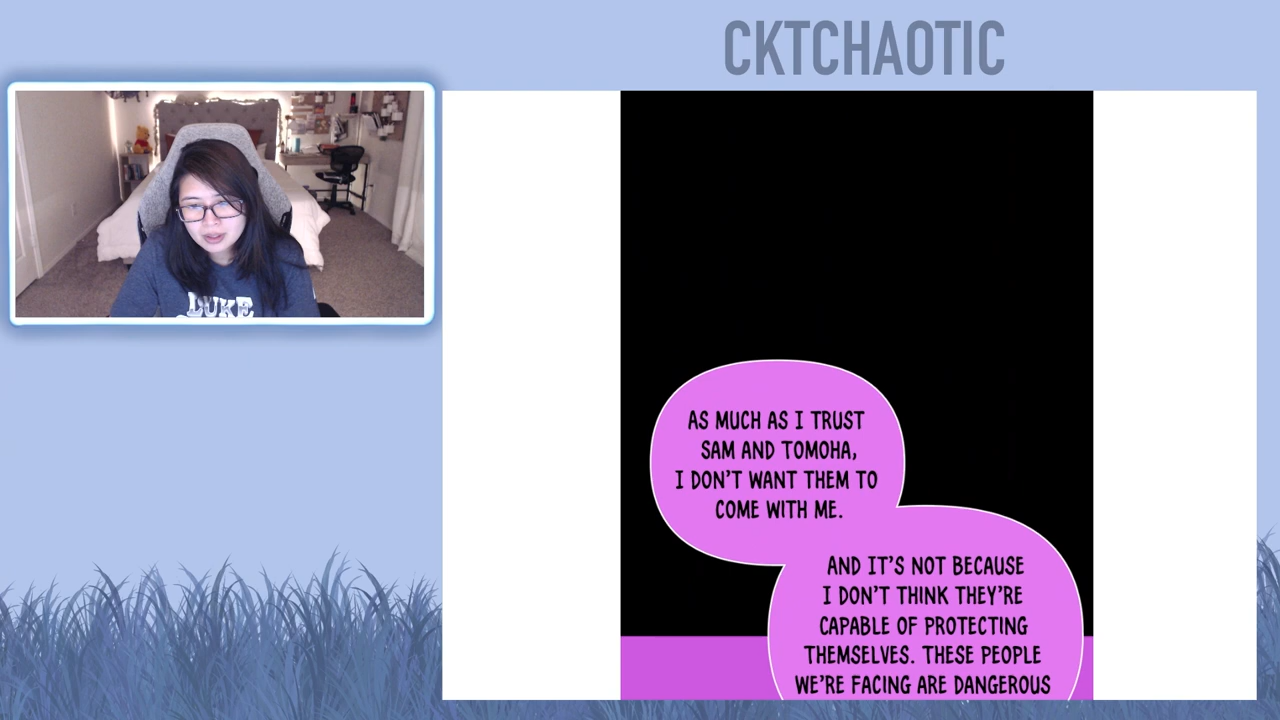 CKTCHAOTIC
DUKE
AS MUCH AS I TRUST
SAM AND TOMOHA,
I DON'T WANT THEM TO
COME WITH ME.
AND IT'S NOT BECAUSE
I DON'T THINK THEY'RE
CAPABLE OF PROTECTING
THEMSELVES. THESE PEOPLE
WE'RE FACING ARE DANGEROUS